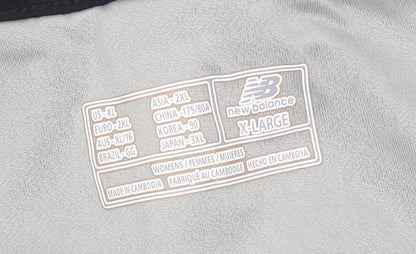 US-XL
EURO-2XL
AUS-XL/16
BRAZIL-GG
ASIA-2XL
CHINA-175/80A
KOREA-90
JAPAN-3XL
NB
new balance
X-LARGE
WOMENS / FEMMES / MUJERES
MADE IN CAMBODIA
FABRIQUÉ AU CAMBODGE
HECHO EN CAMBOYA